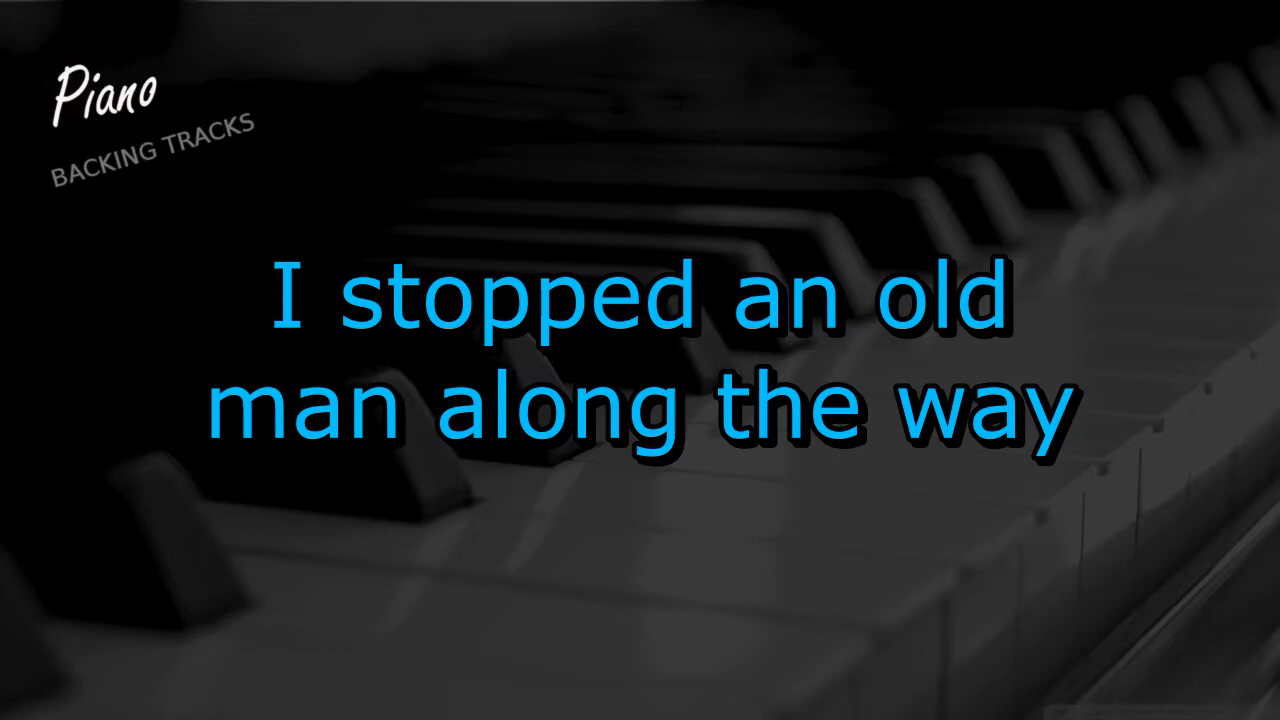 Piano
BACKING TRACKS
I stopped an old
man along the way